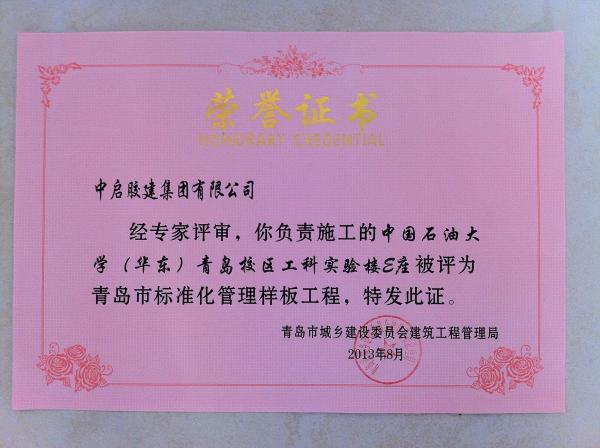 荣誉证书
HONORARY CREDENTIAL
中启胶建集团有限公司
经专家评审，你负责施工的中国石油大
学（华东）青岛校区工科实验楼E座被评为
青岛市标准化管理样板工程，特发此证。
青岛市城乡建设委员会建筑工程管理局
2013年8月